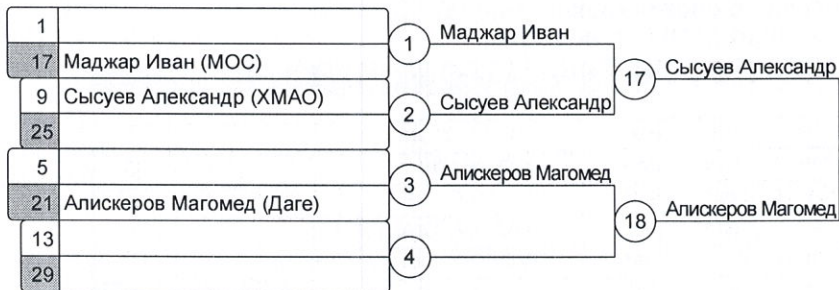 1
17 Маджар Иван (МОС)
1 Маджар Иван
9 Сысуев Александр (ХМАО)
25
2 Сысуев Александр
17 Сысуев Александр
5
21 Алискеров Магомед (Даге)
3 Алискеров Магомед
13
29
4
18 Алискеров Магомед